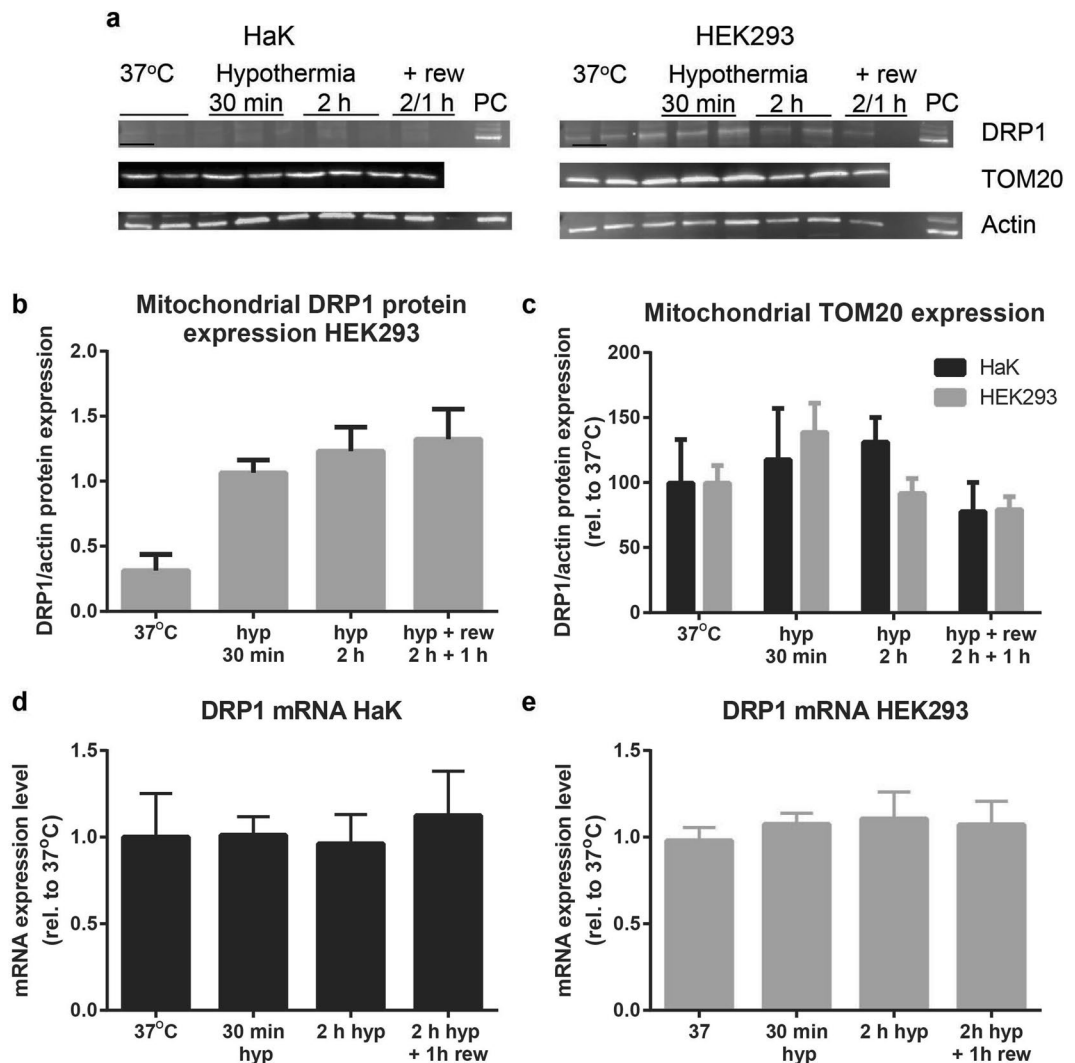 a
HaK
37°C
Hypothermia
+ rew
30 min
2 h
2/1 h
PC
HEK293
37°C
Hypothermia
+ rew
30 min
2 h
2/1 h
PC
DRP1
TOM20
Actin
b
Mitochondrial DRP1 protein
expression HEK293
DRP1/actin protein expression
2.0
1.5
1.0
0.5
0.0
37°C
hyp
30 min
hyp
2 h
hyp + rew
2 h + 1 h
c
Mitochondrial TOM20 expression
DRP1/actin protein expression
(rel. to 37°C)
200
150
100
50
0
HaK
HEK293
37°C
hyp
30 min
hyp
2 h
hyp + rew
2 h + 1 h
d
DRP1 mRNA HaK
mRNA expression level
(rel. to 37°C)
1.5
1.0
0.5
0.0
37°C
30 min
hyp
2 h hyp
2 h hyp
+ 1h rew
e
DRP1 mRNA HEK293
mRNA expression level
(rel. to 37°C)
1.5
1.0
0.5
0.0
37
30 min
hyp
2 h hyp
2h hyp
+ 1h rew